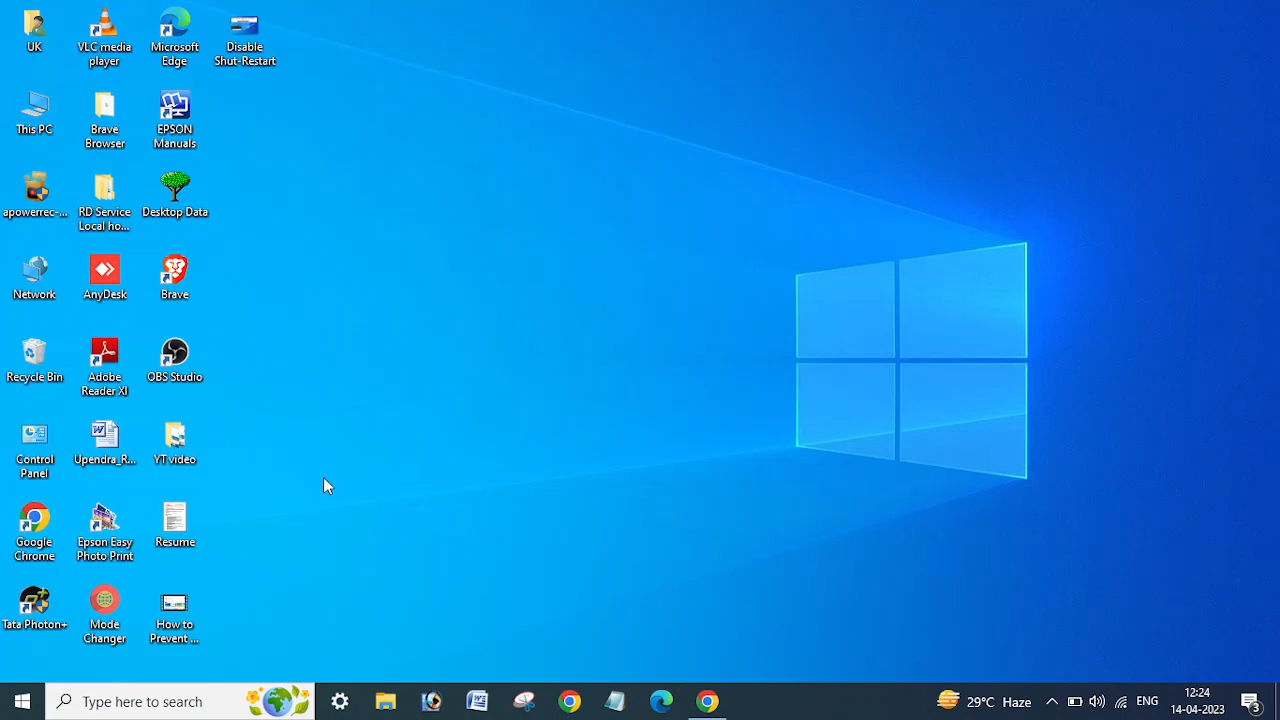 UK
VLC media
player
Microsoft
Edge
Disable
Shut-Restart
This PC
Brave
Browser
EPSON
Manuals
apowerrec-...
RD Service
Local ho...
Desktop Data
Network
AnyDesk
Brave
Recycle Bin
Adobe
Reader XI
OBS Studio
Control
Panel
Upendra_R...
YT video
Google
Chrome
Epson Easy
Photo Print
Resume
Tata Photon+
Mode
Changer
How to
Prevent ...
Type here to search
29°C Haze
ENG
12:24
14-04-2023
3